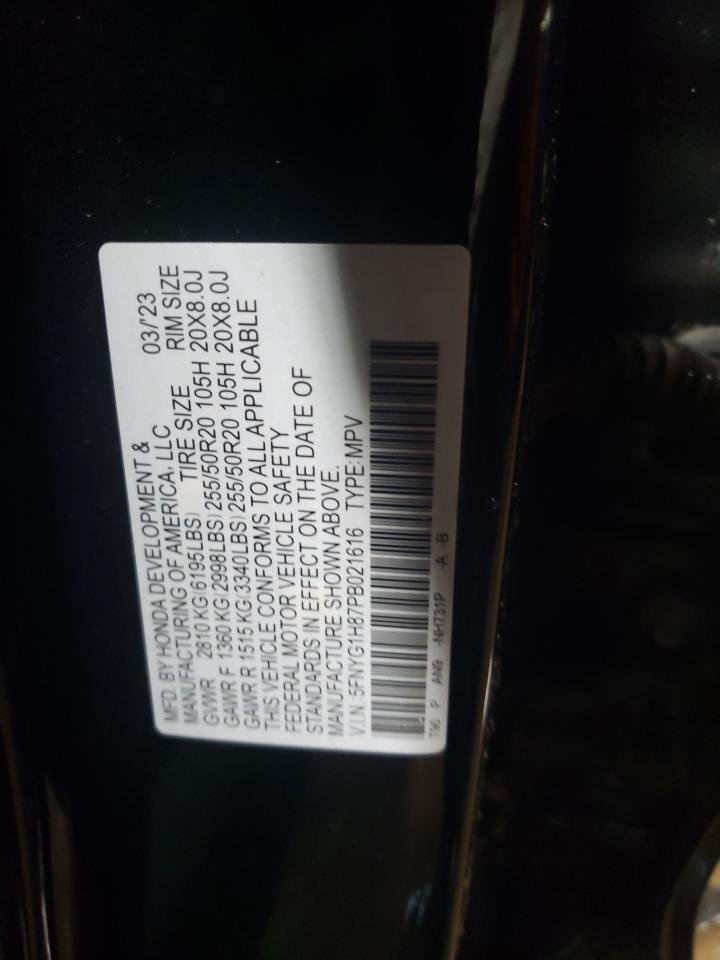 MFD. BY HONDA DEVELOPMENT &
MANUFACTURING OF AMERICA, LLC 03/'23
GVWR 2810 KG(6195LBS) TIRE SIZE RIM SIZE
GAWR F 1360 KG(2998LBS) 255/50R20 105H 20X8.0J
GAWR R 1515 KG(3340LBS) 255/50R20 105H 20X8.0J
THIS VEHICLE CONFORMS TO ALL APPLICABLE
FEDERAL MOTOR VEHICLE SAFETY
STANDARDS IN EFFECT ON THE DATE OF
MANUFACTURE SHOWN ABOVE.
V.I.N.:5FNYG1H87PB021616 TYPE:MPV
T90 P ANG -NH731P -A -B